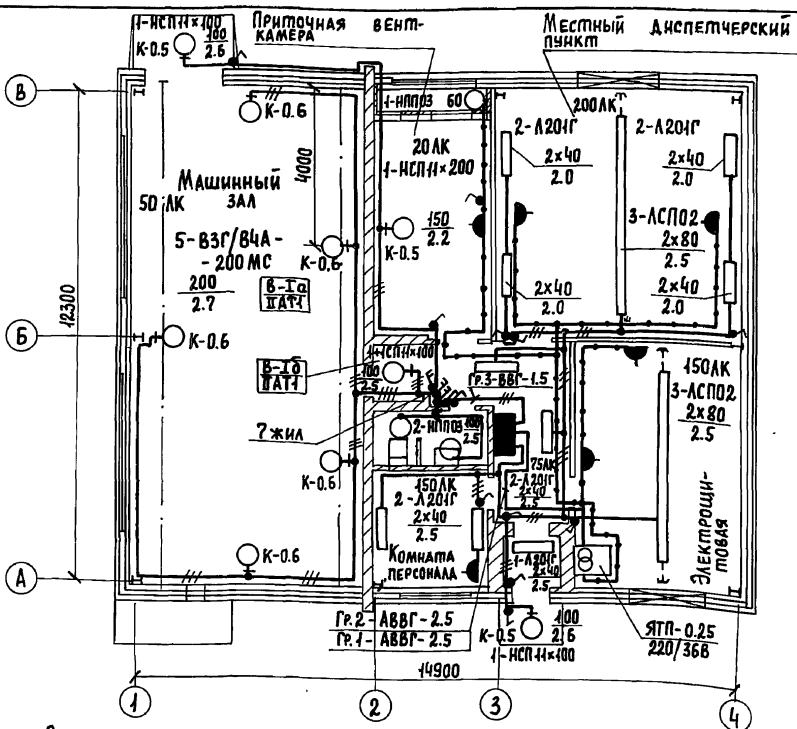 1-НСП11×100
100
2.6
К-0.5
Приточная вент-
камера
Местный диспетчерский
пункт
В
К-0.6
1-НПП03 60
200ЛК
2-Л201Г
2×40
2.0
2-Л201Г
2×40
2.0
20ЛК
1-НСП11×200
4000
Машинный
зал
50 ЛК
5-В3Г/В4А-
-200МС
200
2.7
К-0.6
В-Iа
IIАТ1
150
2.2
К-0.5
3-ЛСП02
2×80
2.5
2×40
2.0
2×40
2.0
12300
Б
К-0.6
В-Iб
IIАТ1
1-НСП11×100
100
2.5
Гр.3-ВВГ-1.5
150ЛК
3-ЛСП02
2×80
2.5
7 жил
2-НПП03
100
2.5
К-0.6
75ЛК
2-Л201Г
2×40
2.5
150ЛК
2-Л201Г
2×40
2.5
Комната
персонала
Электрощи-
товая
К-0.6
А
1-Л201Г
2×40
2.5
Гр.2-АВВГ-2.5
Гр.1-АВВГ-2.5
К-0.5
100
2.6
1-НСП11×100
ЯТП-0.25
220/36В
14900
1
2
3
4